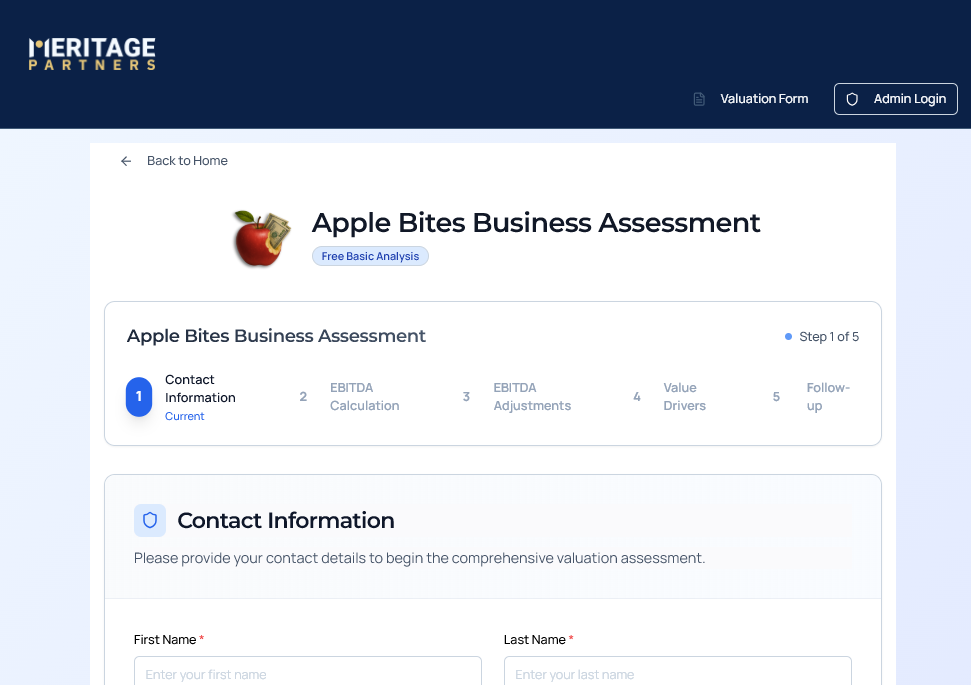 MERITAGE
PARTNERS
Valuation Form
Admin Login
Back to Home
Apple Bites Business Assessment
Free Basic Analysis
Apple Bites Business Assessment
Step 1 of 5
1
Contact
Information
Current
2
EBITDA
Calculation
3
EBITDA
Adjustments
4
Value
Drivers
5
Follow-
up
Contact Information
Please provide your contact details to begin the comprehensive valuation assessment.
First Name *
Last Name *
Enter your first name
Enter your last name